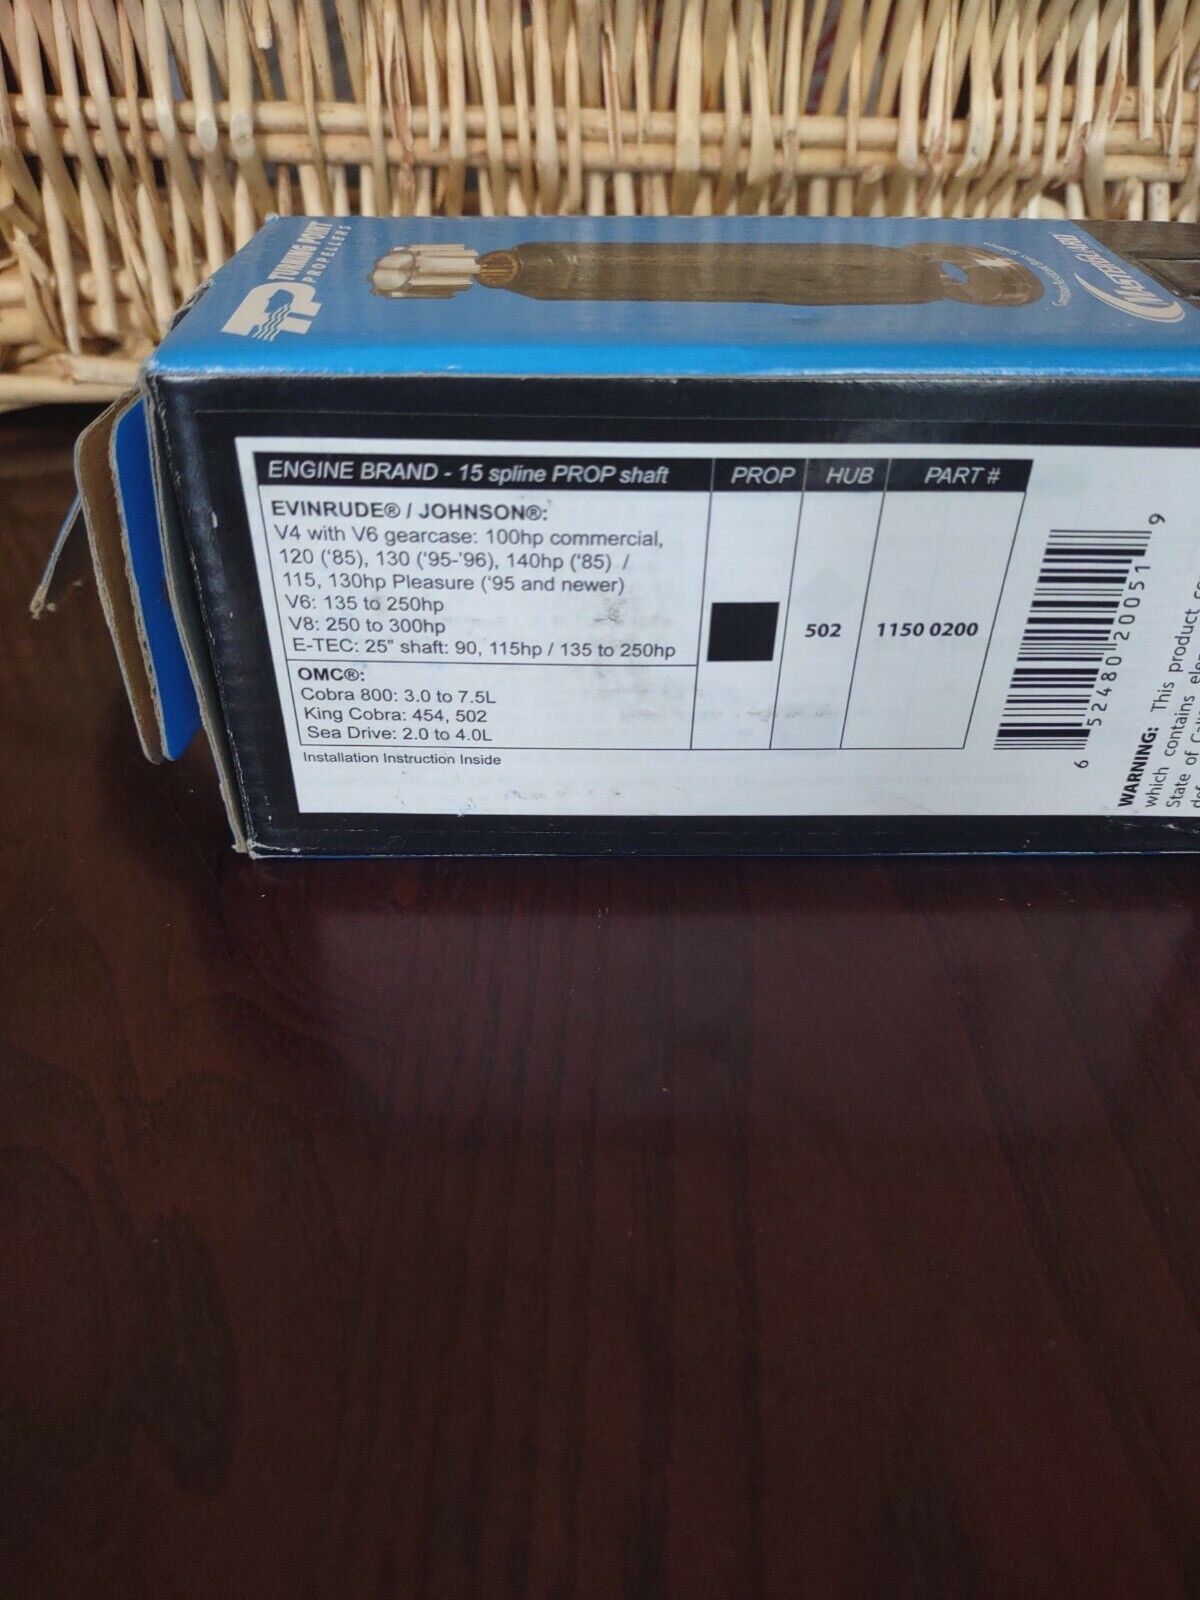 TURNING POINT
PROPELLERS
MASTERGUARD
ENGINE BRAND - 15 spline PROP shaft PROP HUB PART #
EVINRUDE® / JOHNSON®:
V4 with V6 gearcase: 100hp commercial,
120 ('85), 130 ('95-'96), 140hp ('85) /
115, 130hp Pleasure ('95 and newer)
V6: 135 to 250hp
V8: 250 to 300hp
E-TEC: 25" shaft: 90, 115hp / 135 to 250hp
502 1150 0200
OMC®:
Cobra 800: 3.0 to 7.5L
King Cobra: 454, 502
Sea Drive: 2.0 to 4.0L
Installation Instruction Inside
6 52480 20051 9
WARNING: This product
which contains
State of